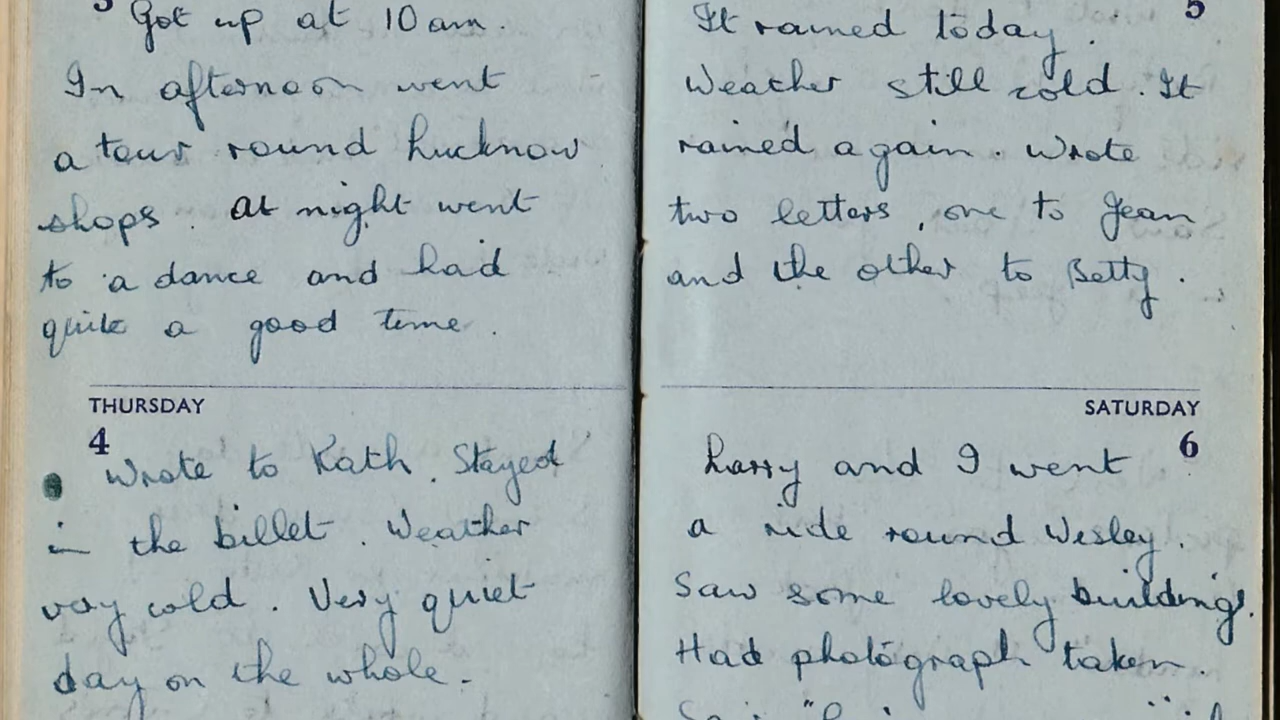 3
Got up at 10 am.
In afternoon went
a tour round Lucknow
shops. At night went
to a dance and had
quite a good time.
THURSDAY
4
Wrote to Kath. Stayed
in the billet. Weather
very cold. Very quiet
day on the whole.
5
It rained today.
Weather still cold. It
rained again. Wrote
two letters, one to Jean
and the other to Betty.
SATURDAY
6
Larry and I went
a ride round Wesley.
Saw some lovely buildings.
Had photograph taken.